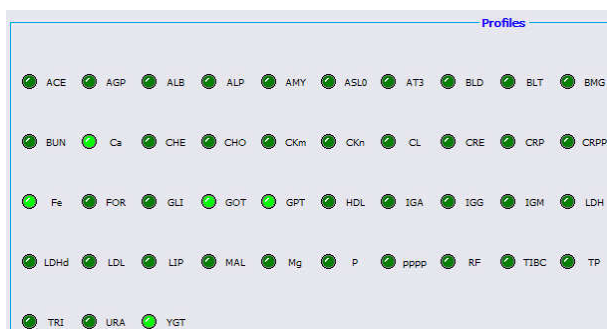 Profiles
ACE AGP ALB ALP AMY ASL0 AT3 BLD BLT BMG
BUN Ca CHE CHO CKm CKn CL CRE CRP CRPP
Fe FOR GLI GOT GPT HDL IGA IGG IGM LDH
LDHd LDL LIP MAL Mg P pppp RF TIBC TP
TRI URA YGT